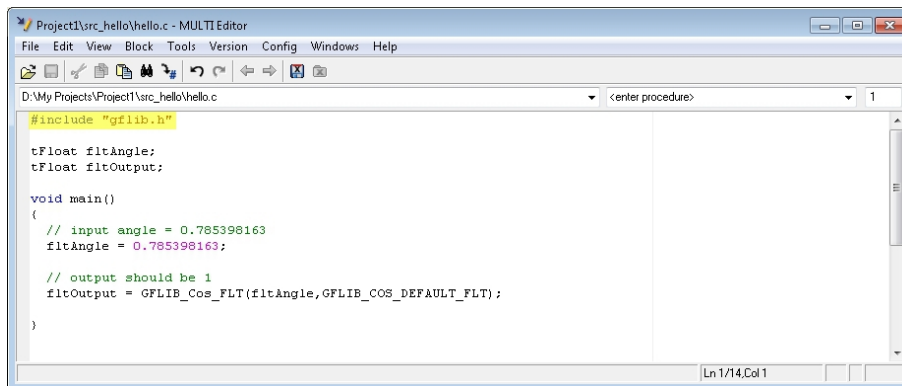 Project1\src_hello\hello.c - MULTI Editor
File Edit View Block Tools Version Config Windows Help
D:\My Projects\Project1\src_hello\hello.c <enter procedure> 1
#include "gflib.h"
tFloat fltAngle;
tFloat fltOutput;
void main()
{
// input angle = 0.785398163
fltAngle = 0.785398163;
// output should be 1
fltOutput = GFLIB_Cos_FLT(fltAngle,GFLIB_COS_DEFAULT_FLT);
}
Ln 1/14,Col 1